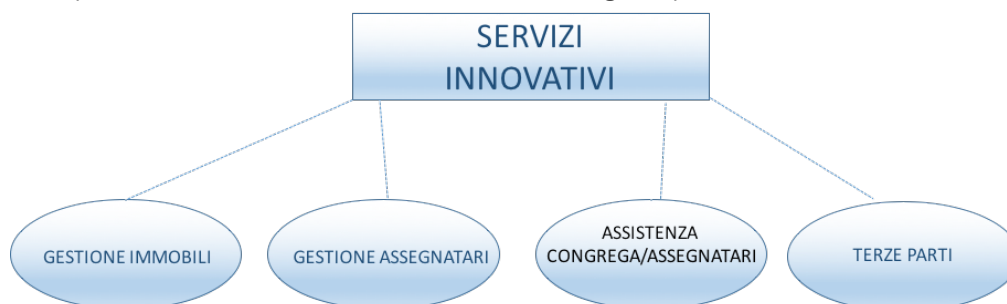 SERVIZI
INNOVATIVI
GESTIONE IMMOBILI
GESTIONE ASSEGNATARI
ASSISTENZA
CONGREGA/ASSEGNATARI
TERZE PARTI